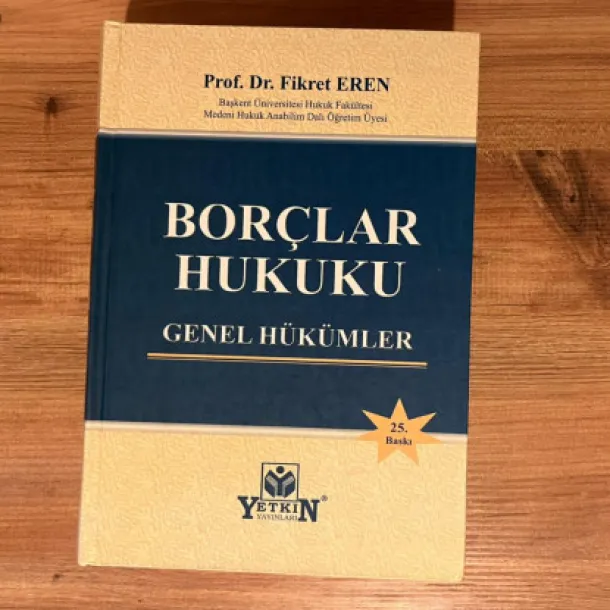 Prof. Dr. Fikret EREN
Başkent Üniversitesi Hukuk Fakültesi
Medeni Hukuk Anabilim Dalı Öğretim Üyesi
BORÇLAR
HUKUKU
GENEL HÜKÜMLER
25.
Baskı
YETKİN®
YAYINLARI